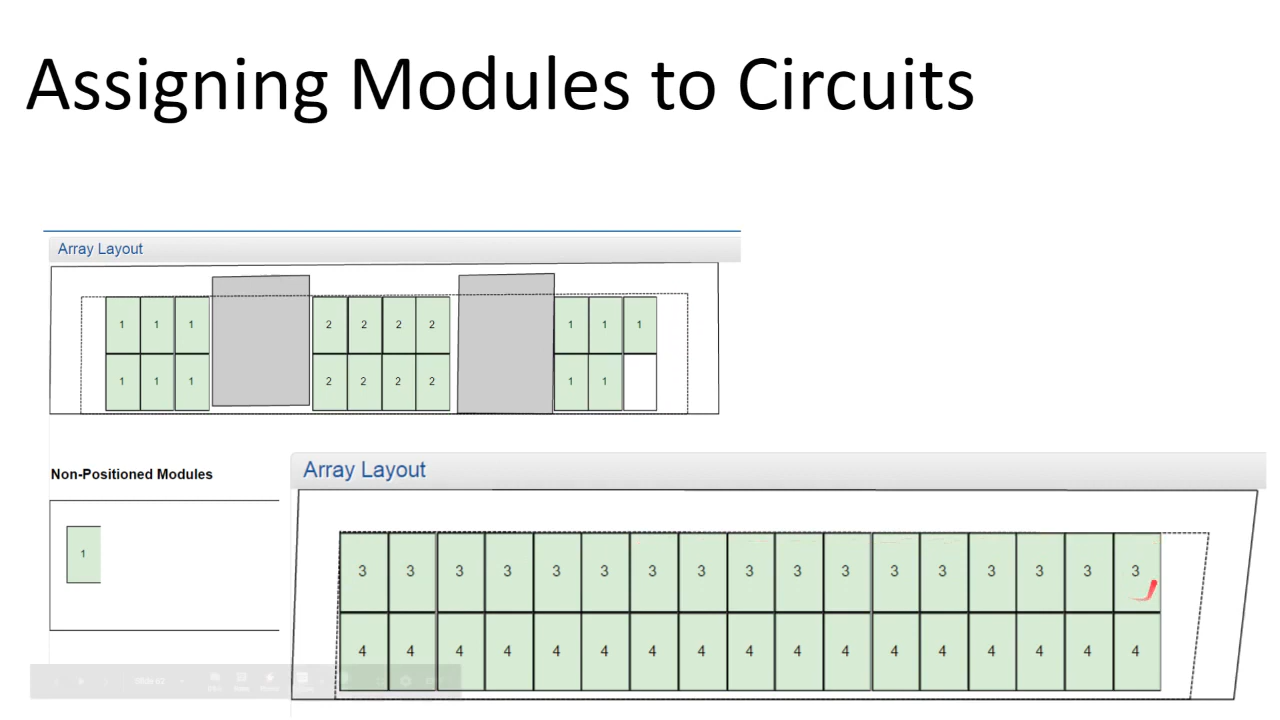 Assigning Modules to Circuits
Array Layout
1 1 1 2 2 2 2 1 1 1
1 1 1 2 2 2 2 1 1
Non-Positioned Modules
1
Array Layout
3 3 3 3 3 3 3 3 3 3 3 3 3 3 3 3 3
4 4 4 4 4 4 4 4 4 4 4 4 4 4 4 4 4